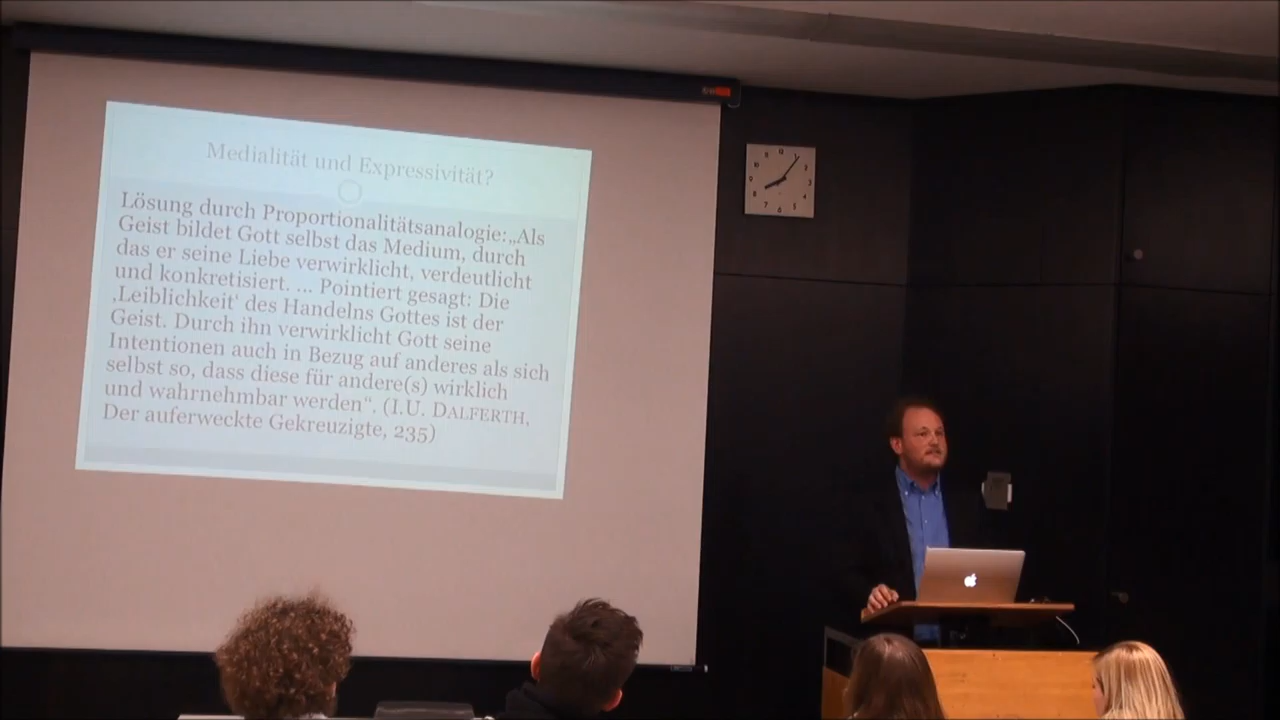 Medialität und Expressivität?
Lösung durch Proportionalitätsanalogie:„Als
Geist bildet Gott selbst das Medium, durch
das er seine Liebe verwirklicht, verdeutlicht
und konkretisiert. ... Pointiert gesagt: Die
‚Leiblichkeit‘ des Handelns Gottes ist der
Geist. Durch ihn verwirklicht Gott seine
Intentionen auch in Bezug auf anderes als sich
selbst so, dass diese für andere(s) wirklich
und wahrnehmbar werden“. (I.U. DALFERTH,
Der auferweckte Gekreuzigte, 235)